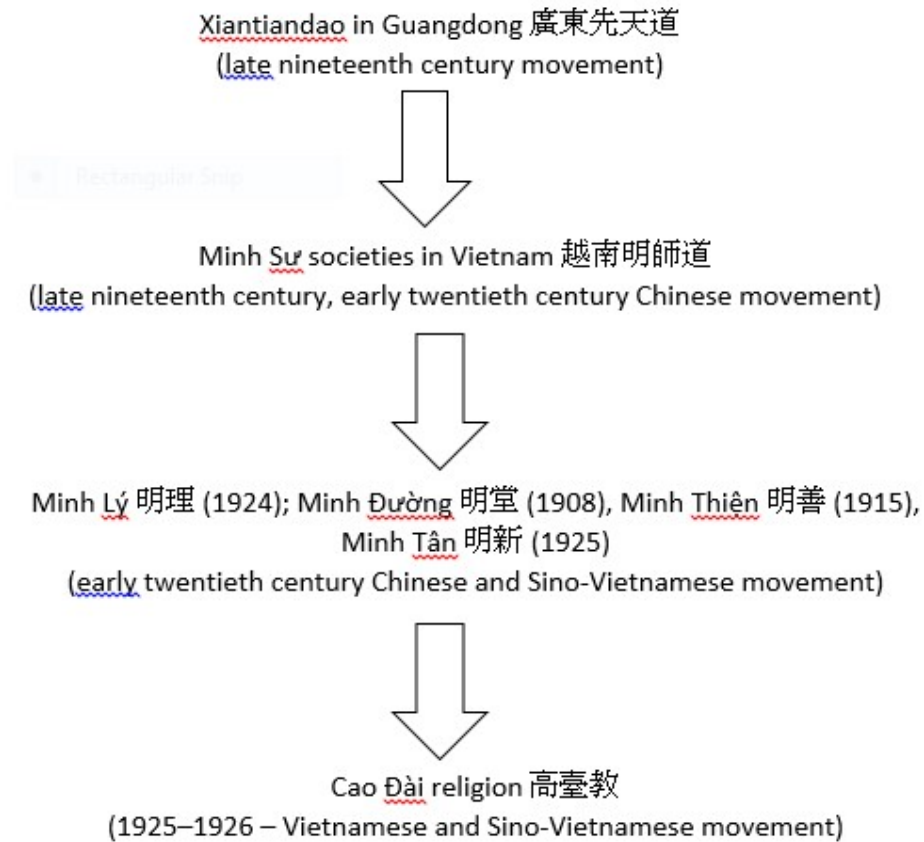 Xiantiandao in Guangdong 廣東先天道
(late nineteenth century movement)
Rectangular Snip
Minh Sư societies in Vietnam 越南明師道
(late nineteenth century, early twentieth century Chinese movement)
Minh Lý 明理 (1924); Minh Đường 明堂 (1908), Minh Thiện 明善 (1915),
Minh Tân 明新 (1925)
(early twentieth century Chinese and Sino-Vietnamese movement)
Cao Đài religion 高臺教
(1925–1926 – Vietnamese and Sino-Vietnamese movement)